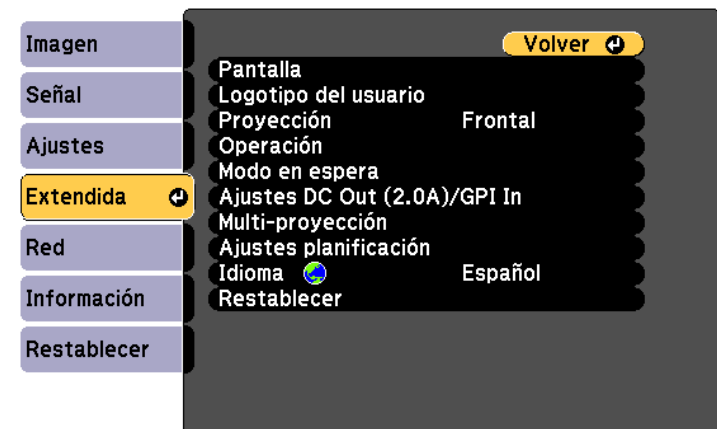 Imagen
Señal
Ajustes
Extendida
Red
Información
Restablecer
Volver
Pantalla
Logotipo del usuario
Proyección Frontal
Operación
Modo en espera
Ajustes DC Out (2.0A)/GPI In
Multi-proyección
Ajustes planificación
Idioma Español
Restablecer